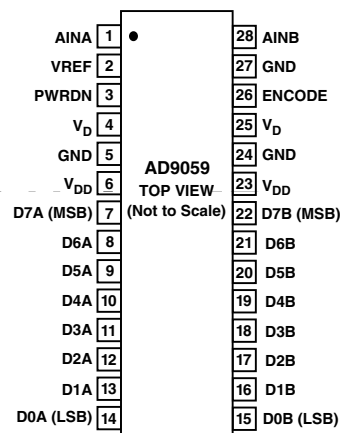 AINA 1 28 AINB
VREF 2 27 GND
PWRDN 3 26 ENCODE
VD 4 25 VD
GND 5 24 GND
AD9059
VDD 6 23 VDD
TOP VIEW
D7A (MSB) 7 (Not to Scale) 22 D7B (MSB)
D6A 8 21 D6B
D5A 9 20 D5B
D4A 10 19 D4B
D3A 11 18 D3B
D2A 12 17 D2B
D1A 13 16 D1B
D0A (LSB) 14 15 D0B (LSB)